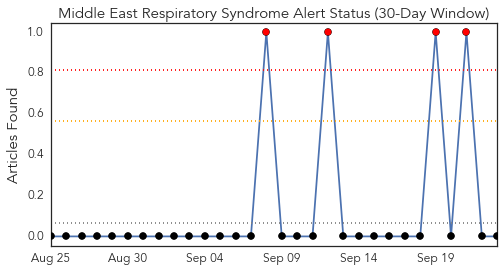 Middle East Respiratory Syndrome Alert Status (30-Day Window)
Articles Found
1.0
0.8
0.6
0.4
0.2
0.0
Aug 25 Aug 30 Sep 04 Sep 09 Sep 14 Sep 19